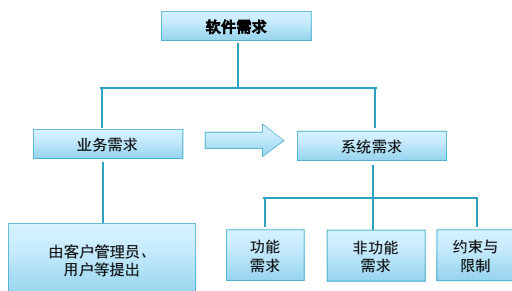 软件需求
业务需求
系统需求
由客户管理员、
用户等提出
功能
需求
非功能
需求
约束与
限制